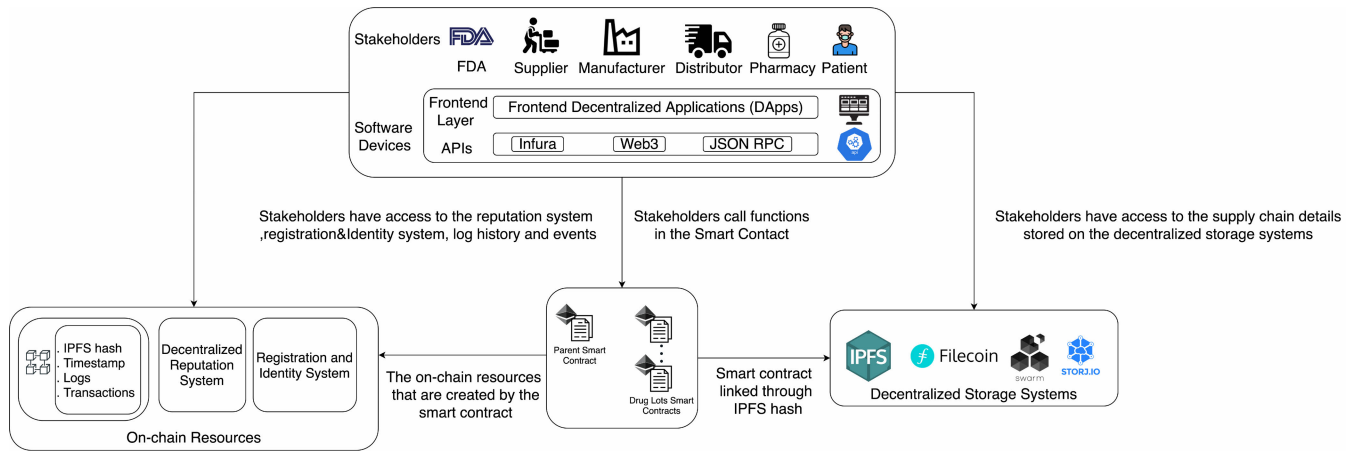 Stakeholders
FDA
FDA
Supplier
Manufacturer
Distributor
Pharmacy
Patient
Software
Devices
Frontend
Layer
Frontend Decentralized Applications (DApps)
APIs
Infura
Web3
JSON RPC
Stakeholders have access to the reputation system
,registration&Identity system, log history and events
Stakeholders call functions
in the Smart Contact
Stakeholders have access to the supply chain details
stored on the decentralized storage systems
. IPFS hash
. Timestamp
. Logs
. Transactions
Decentralized
Reputation
System
Registration and
Identity System
On-chain Resources
The on-chain resources
that are created by the
smart contract
Parent Smart
Contract
Drug Lots Smart
Contracts
Smart contract
linked through
IPFS hash
IPFS
Filecoin
swarm
STORJ.IO
Decentralized Storage Systems